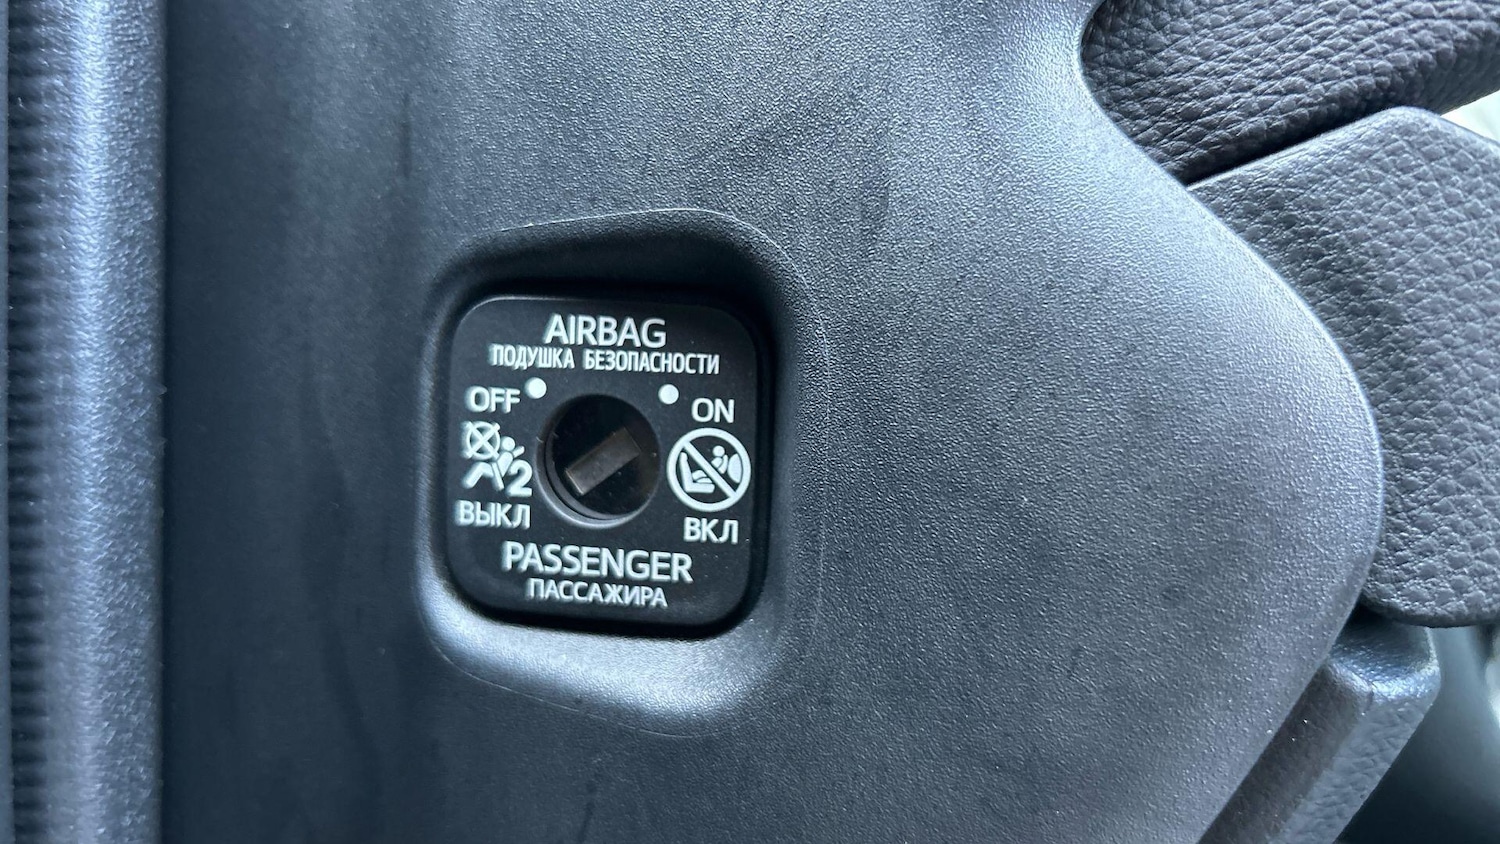 AIRBAG
ПОДУШКА БЕЗОПАСНОСТИ
OFF
ON
2
ВЫКЛ
ВКЛ
PASSENGER
ПАССАЖИРА